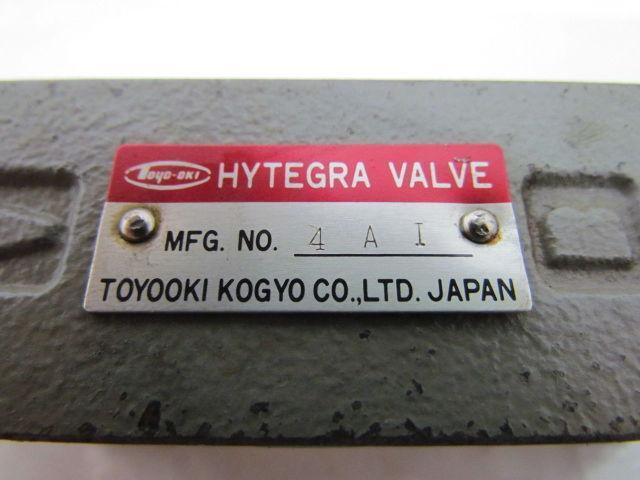 TOYO-OKI HYTEGRA VALVE
MFG. NO. 4 A I
TOYOOKI KOGYO CO.,LTD. JAPAN